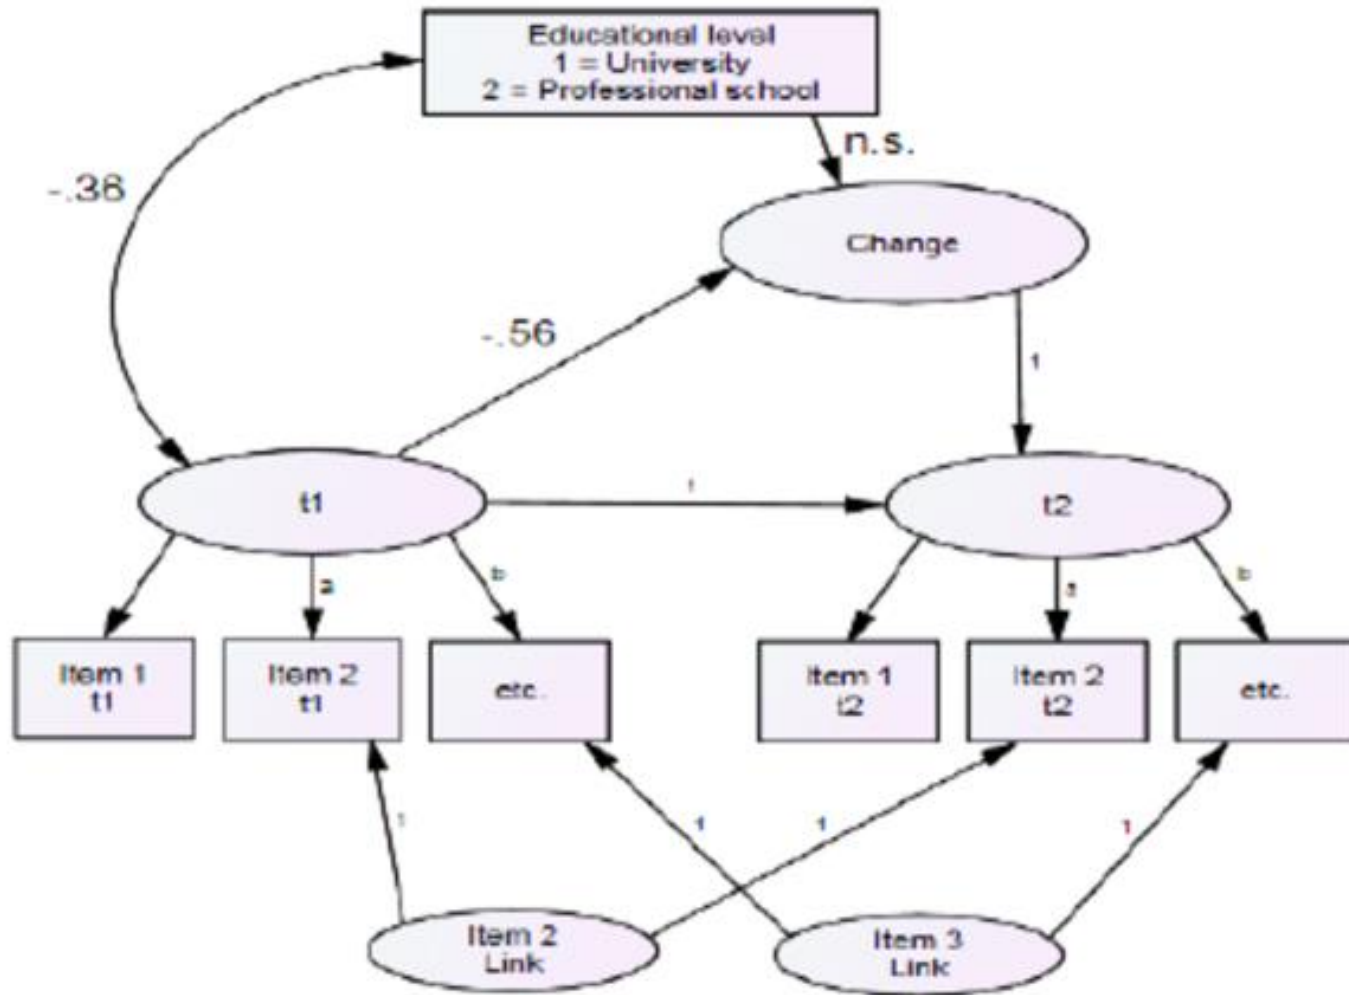 Educational level
1 = University
2 = Professional school
n.s.
-.38
Change
-.56
1
t1
1
t2
a
b
a
b
Item 1
t1
Item 2
t1
etc.
Item 1
t2
Item 2
t2
etc.
1
1
1
1
Item 2
Link
Item 3
Link